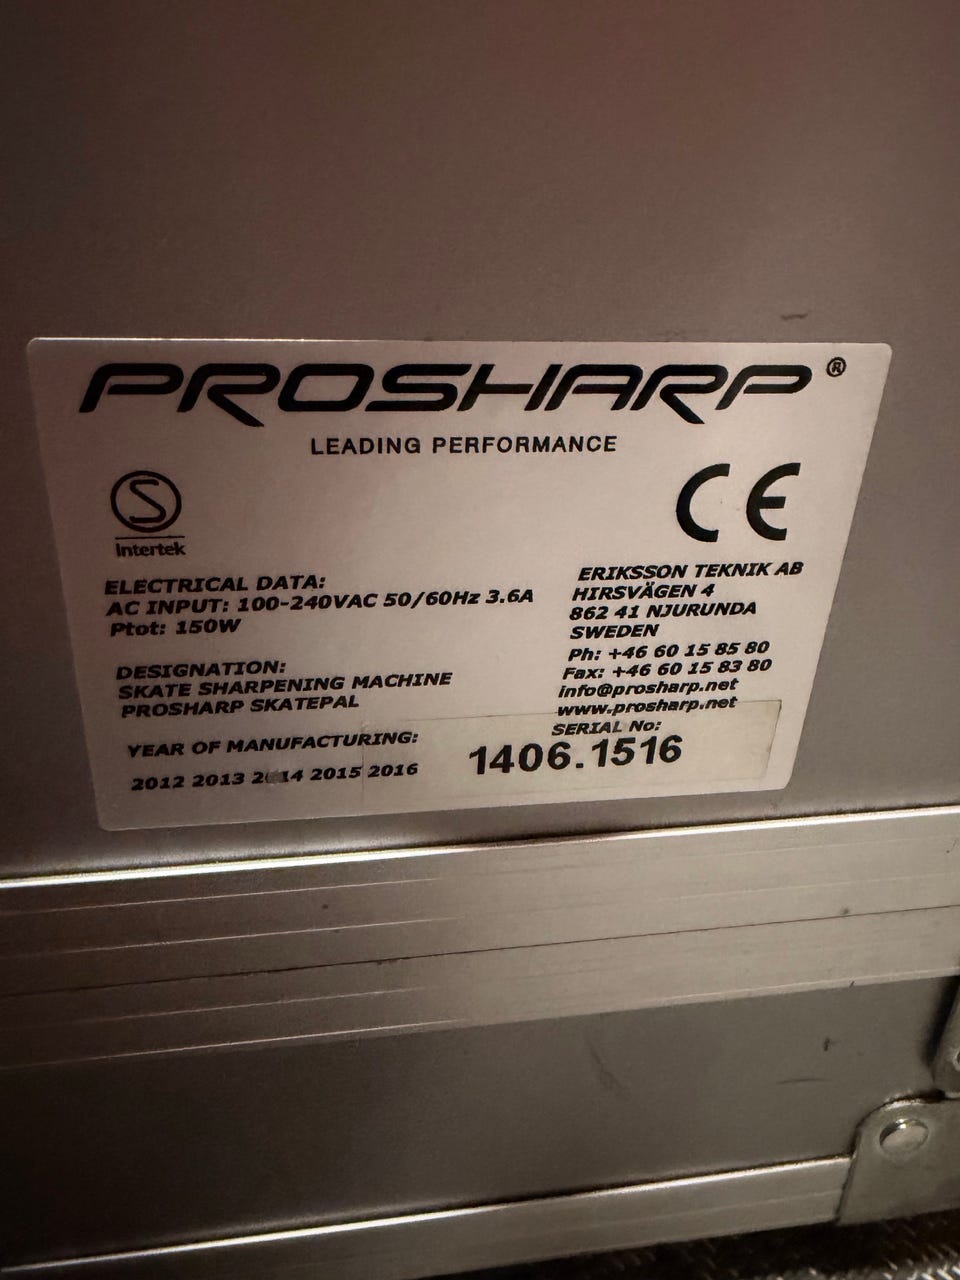 PROSHARP®
LEADING PERFORMANCE
S
Intertek
CE
ELECTRICAL DATA:
AC INPUT: 100-240VAC 50/60Hz 3.6A
Ptot: 150W
DESIGNATION:
SKATE SHARPENING MACHINE
PROSHARP SKATEPAL
YEAR OF MANUFACTURING:
2012 2013 2014 2015 2016
ERIKSSON TEKNIK AB
HIRSVÄGEN 4
862 41 NJURUNDA
SWEDEN
Ph: +46 60 15 85 80
Fax: +46 60 15 83 80
info@prosharp.net
www.prosharp.net
SERIAL No:
1406.1516